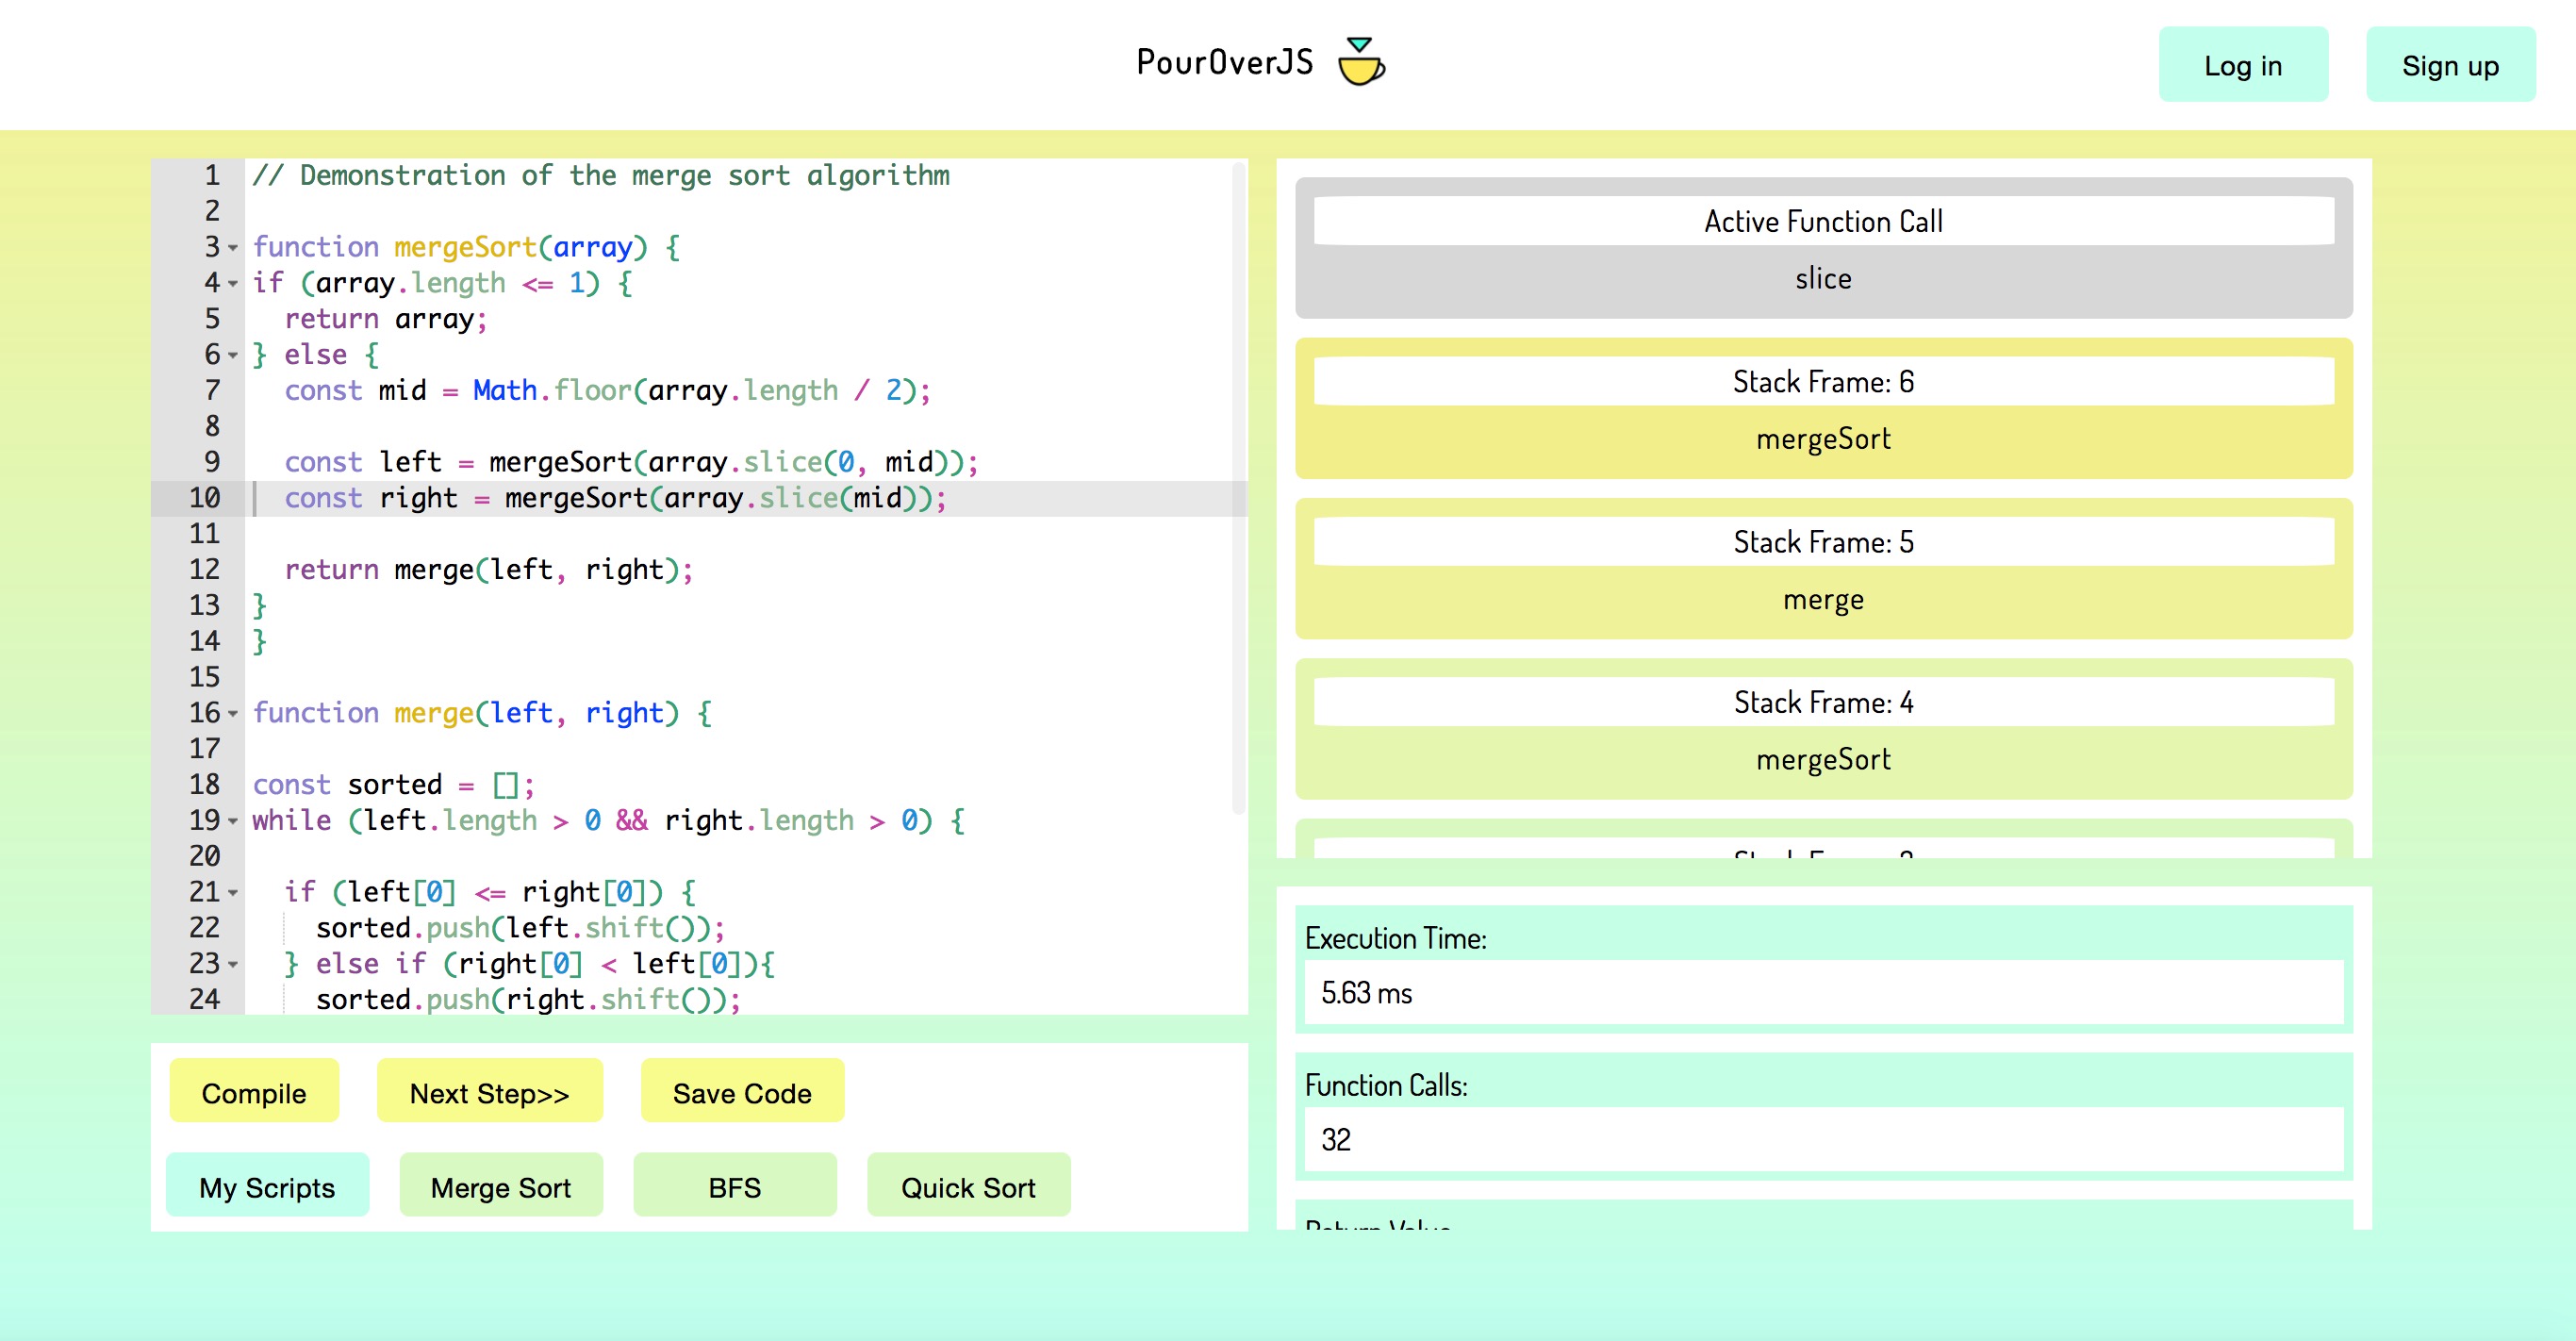 PourOverJS
Log in
Sign up
1 // Demonstration of the merge sort algorithm
2
3 function mergeSort(array) {
4 if (array.length <= 1) {
5   return array;
6 } else {
7   const mid = Math.floor(array.length / 2);
8
9   const left = mergeSort(array.slice(0, mid));
10   const right = mergeSort(array.slice(mid));
11
12   return merge(left, right);
13 }
14 }
15
16 function merge(left, right) {
17
18 const sorted = [];
19 while (left.length > 0 && right.length > 0) {
20
21   if (left[0] <= right[0]) {
22     sorted.push(left.shift());
23   } else if (right[0] < left[0]){
24     sorted.push(right.shift());
Compile
Next Step>>
Save Code
My Scripts
Merge Sort
BFS
Quick Sort
Active Function Call
slice
Stack Frame: 6
mergeSort
Stack Frame: 5
merge
Stack Frame: 4
mergeSort
Execution Time:
5.63 ms
Function Calls:
32